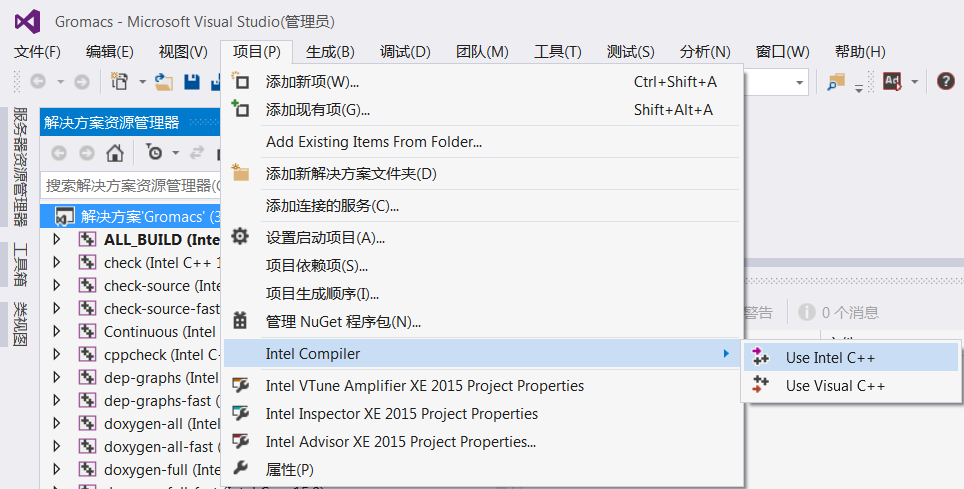 Gromacs - Microsoft Visual Studio(管理员)
文件(F) 编辑(E) 视图(V) 项目(P) 生成(B) 调试(D) 团队(M) 工具(T) 测试(S) 分析(N) 窗口(W) 帮助(H)
服务器资源管理器
工具箱
类视图
解决方案资源管理器
搜索解决方案资源管理器(
解决方案'Gromacs' (
ALL_BUILD (Inte
check (Intel C++ 1
check-source (Inte
check-source-fast
Continuous (Intel
cppcheck (Intel C
dep-graphs (Intel
dep-graphs-fast (
doxygen-all (Intel
doxygen-all-fast (
doxygen-full (Inte
添加新项(W)... Ctrl+Shift+A
添加现有项(G)... Shift+Alt+A
Add Existing Items From Folder...
添加新解决方案文件夹(D)
添加连接的服务(C)...
设置启动项目(A)...
项目依赖项(S)...
项目生成顺序(I)...
管理 NuGet 程序包(N)...
Intel Compiler
Intel VTune Amplifier XE 2015 Project Properties
Intel Inspector XE 2015 Project Properties
Intel Advisor XE 2015 Project Properties...
属性(P)
警告 0 个消息
Use Intel C++
Use Visual C++